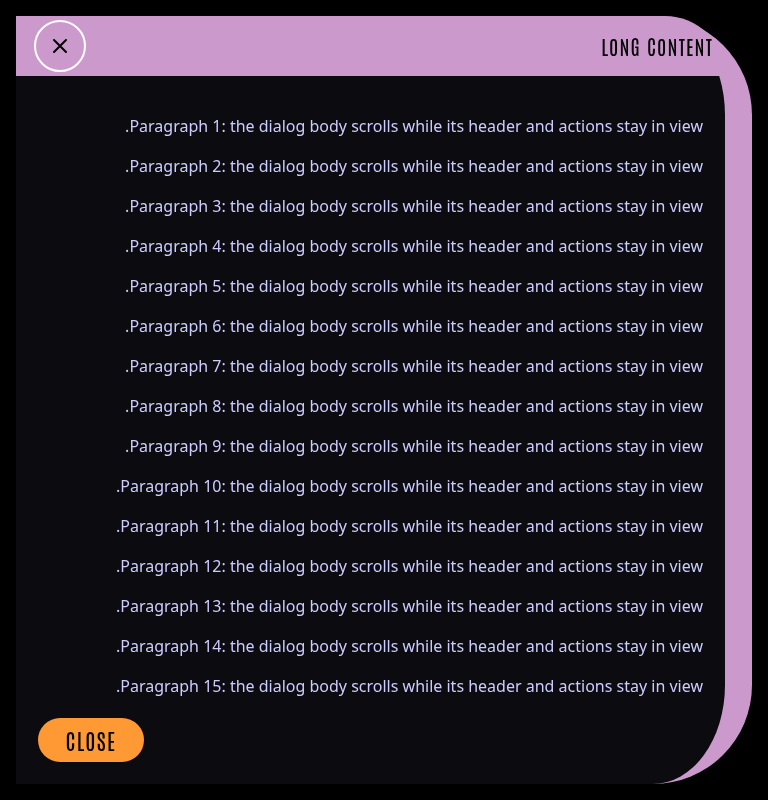 LONG CONTENT
.Paragraph 1: the dialog body scrolls while its header and actions stay in view
.Paragraph 2: the dialog body scrolls while its header and actions stay in view
.Paragraph 3: the dialog body scrolls while its header and actions stay in view
.Paragraph 4: the dialog body scrolls while its header and actions stay in view
.Paragraph 5: the dialog body scrolls while its header and actions stay in view
.Paragraph 6: the dialog body scrolls while its header and actions stay in view
.Paragraph 7: the dialog body scrolls while its header and actions stay in view
.Paragraph 8: the dialog body scrolls while its header and actions stay in view
.Paragraph 9: the dialog body scrolls while its header and actions stay in view
.Paragraph 10: the dialog body scrolls while its header and actions stay in view
.Paragraph 11: the dialog body scrolls while its header and actions stay in view
.Paragraph 12: the dialog body scrolls while its header and actions stay in view
.Paragraph 13: the dialog body scrolls while its header and actions stay in view
.Paragraph 14: the dialog body scrolls while its header and actions stay in view
.Paragraph 15: the dialog body scrolls while its header and actions stay in view
CLOSE